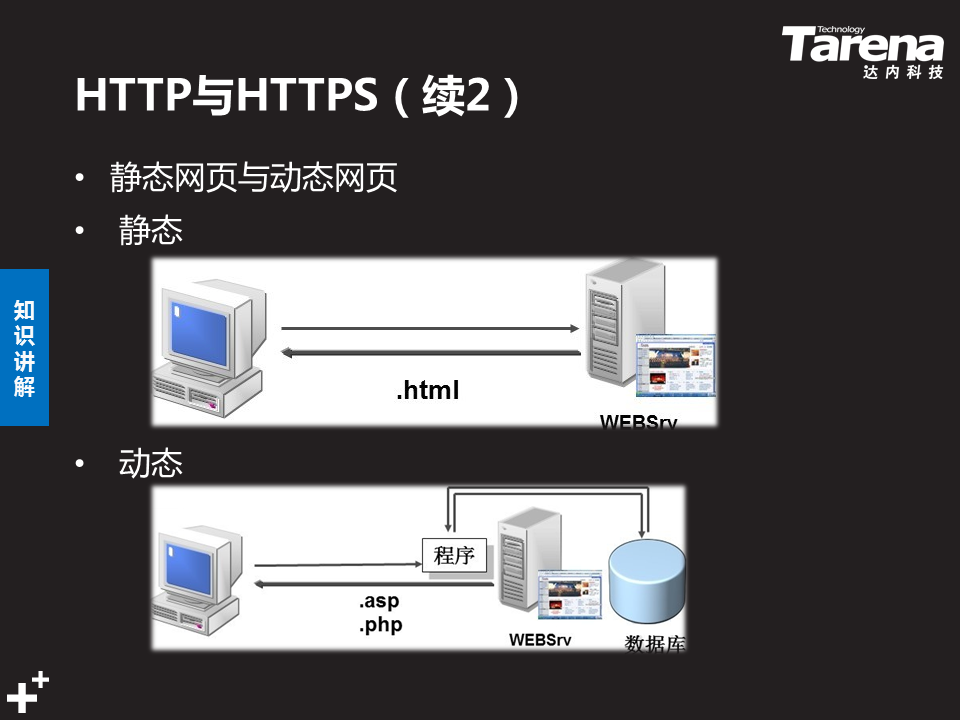 Technology
Tarena
达内科技
HTTP与HTTPS（续2）
• 静态网页与动态网页
• 静态
知识讲解
.html
WEBSrv
• 动态
程序
.asp
.php
WEBSrv
数据库